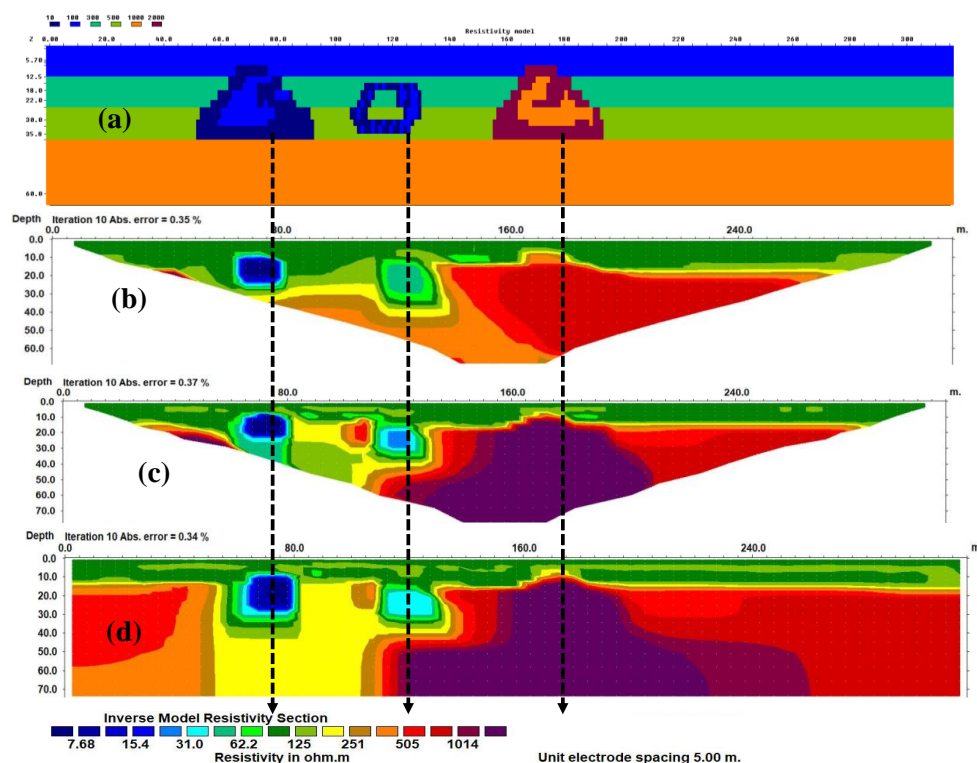 10 100 300 500 1000 2000
Resistivity model
Z 0.00 20 40 60.0 80.0 100 120 140 160 180 200 220 240 260 280 300
5.70
12.5
18.0
22.0
(a)
30.0
35.0
60.0
Depth Iteration 10 Abs. error = 0.35 %
0.0 80.0 160.0 240.0 m.
0.0
10.0
20.0
30.0
(b)
40.0
50.0
60.0
Depth Iteration 10 Abs. error = 0.37 %
0.0 80.0 160.0 240.0 m.
0.0
10.0
20.0
30.0
40.0
(c)
50.0
60.0
70.0
Depth Iteration 10 Abs. error = 0.34 %
0.0 80.0 160.0 240.0 m
0.0
10.0
20.0
30.0
40.0
(d)
50.0
60.0
70.0
Inverse Model Resistivity Section
7.68 15.4 31.0 62.2 125 251 505 1014
Resistivity in ohm.m Unit electrode spacing 5.00 m.